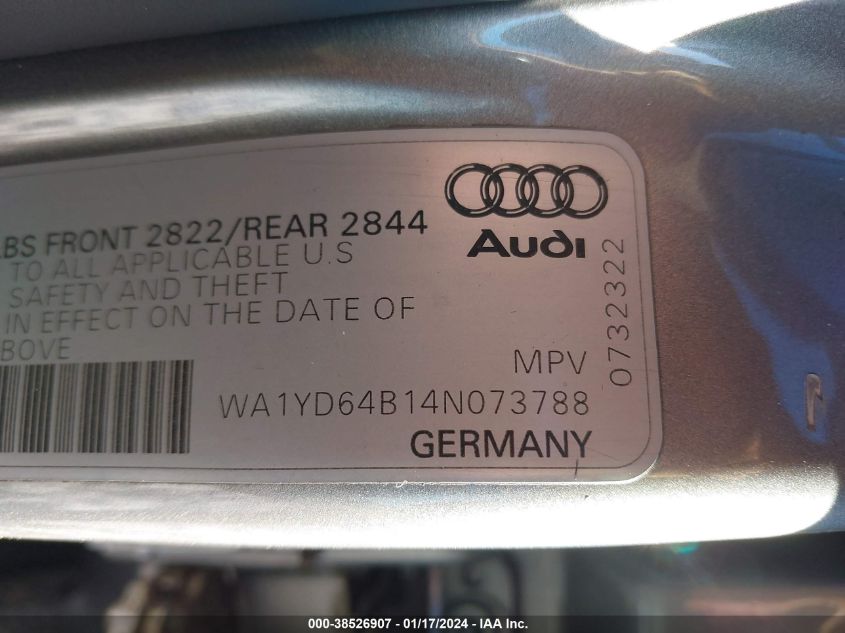 LBS FRONT 2822/REAR 2844
TO ALL APPLICABLE U.S
SAFETY AND THEFT
IN EFFECT ON THE DATE OF
BOVE
Audi
0732322
MPV
WA1YD64B14N073788
GERMANY
000-38526907 - 01/17/2024 - IAA Inc.